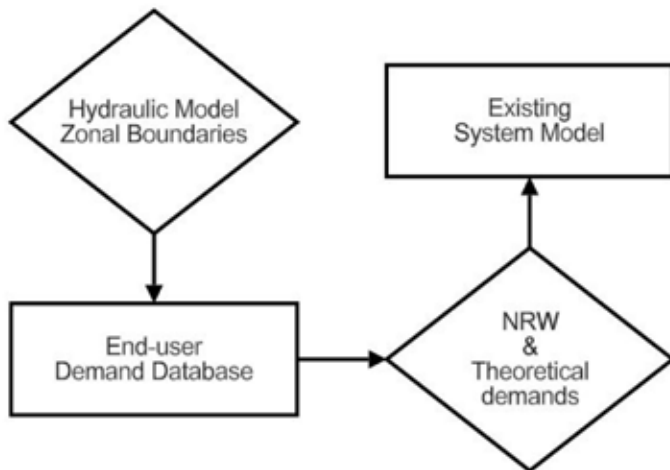 Hydraulic Model
Zonal Boundaries
End-user
Demand Database
NRW
&
Theoretical
demands
Existing
System Model